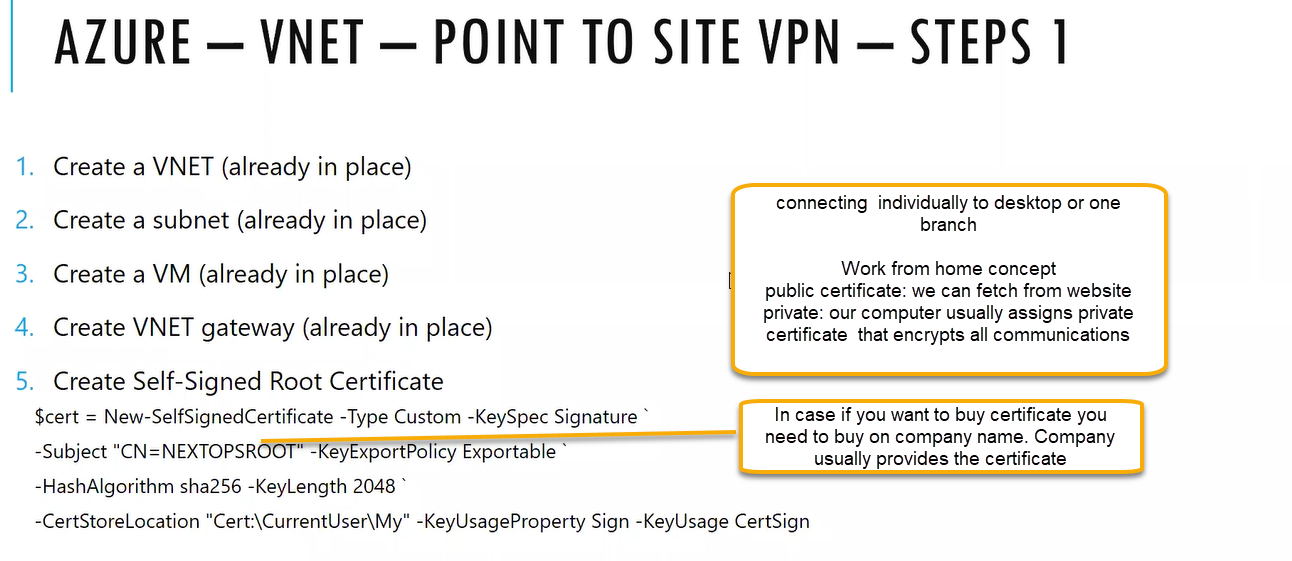 AZURE – VNET – POINT TO SITE VPN – STEPS 1
1. Create a VNET (already in place)
2. Create a subnet (already in place)
3. Create a VM (already in place)
4. Create VNET gateway (already in place)
5. Create Self-Signed Root Certificate
$cert = New-SelfSignedCertificate -Type Custom -KeySpec Signature `
-Subject "CN=NEXTOPSROOT" -KeyExportPolicy Exportable `
-HashAlgorithm sha256 -KeyLength 2048 `
-CertStoreLocation "Cert:\CurrentUser\My" -KeyUsageProperty Sign -KeyUsage CertSign
connecting  individually to desktop or one
branch
Work from home concept
public certificate: we can fetch from website
private: our computer usually assigns private
certificate  that encrypts all communications
In case if you want to buy certificate you
need to buy on company name. Company
usually provides the certificate